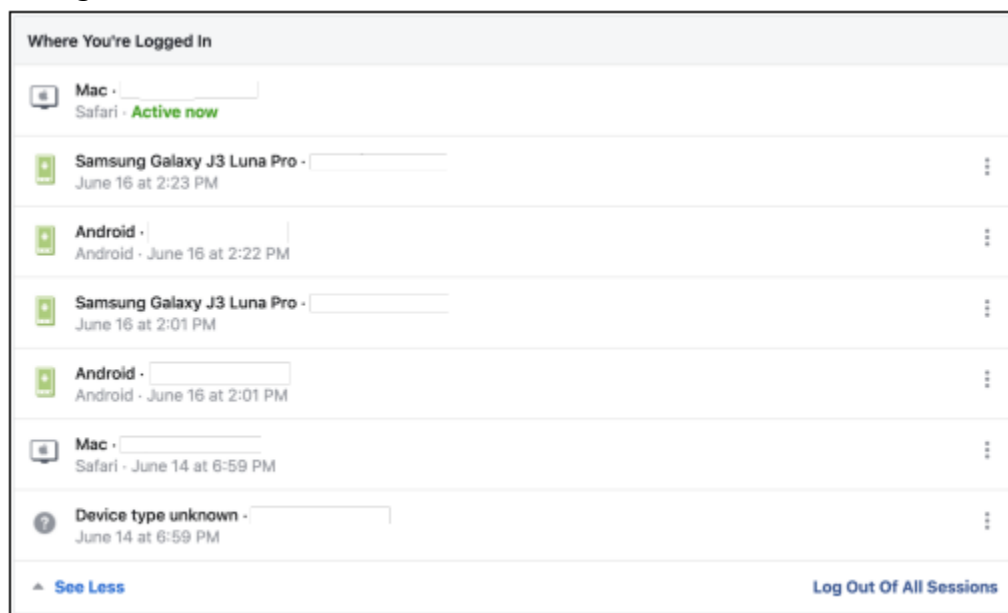 Where You're Logged In
Mac ·
Safari · Active now
Samsung Galaxy J3 Luna Pro ·
June 16 at 2:23 PM
Android ·
Android · June 16 at 2:22 PM
Samsung Galaxy J3 Luna Pro ·
June 16 at 2:01 PM
Android ·
Android · June 16 at 2:01 PM
Mac ·
Safari · June 14 at 6:59 PM
Device type unknown ·
June 14 at 6:59 PM
See Less Log Out Of All Sessions